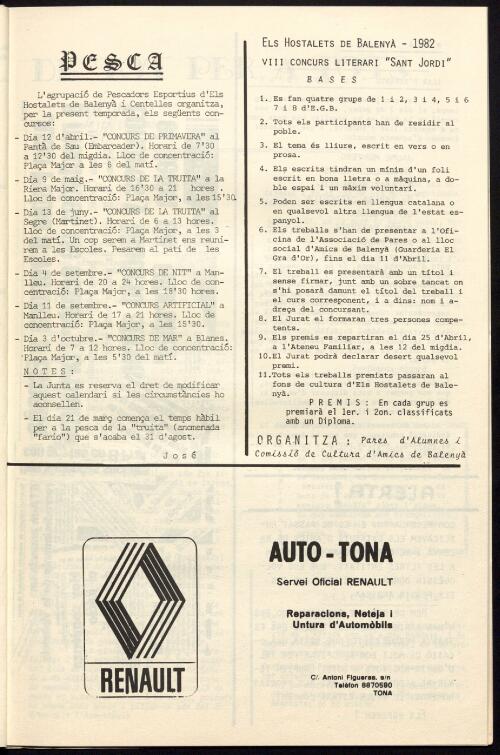 PESCA
L'agrupació de Pescadors Esportius d'Els
Hostalets de Balenyà i Centelles organitza,
per la present temporada, els següents con-
cursos:
- Dia 12 d'abril.- "CONCURS DE PRIMAVERA" al
Pantà de Sau (Embarcader). Horari de 7'30
a 12'30 del migdia. Lloc de concentració:
Plaça Major a les 6 del matí.
- Dia 9 de maig.- "CONCURS DE LA TRUITA" a la
Riera Major. Horari de 16'30 a 21 hores .
Lloc de concentració: Plaça Major, a les 15'30.
- Dia 13 de juny.- "CONCURS DE LA TRUITA" al
Segre (Martinet). Horari de 6 a 13 hores.
Lloc de concentració: Plaça Major, a les 3
del matí. Un cop serem a Martinet ens reuni-
rem a les Escoles. Pesarem al pati de les
Escoles.
- Dia 4 de setembre.- "CONCURS DE NIT" a Man-
lleu. Horari de 20 a 24 hores. Lloc de con-
centració: Plaça Major, a les 18'30 hores.
- Dia 11 de setembre.- "CONCURS ARTIFICIAL" a
Manlleu. Horari de 17 a 21 hores. Lloc de
concentració: Plaça Major, a les 15'30.
- Dia 3 d'octubre.- "CONCURS DE MAR" a Blanes.
Horari de 7 a 12 hores. Lloc de concentració:
Plaça Major, a les 5'30 del matí.
NOTES:
- La Junta es reserva el dret de modificar
aquest calendari si les circumstàncies ho
aconsellen.
- El dia 21 de març comença el temps hàbil
per a la pesca de la "truita" (anomenada
"fario") que s'acaba el 31 d'agost.
José
ELS HOSTALETS DE BALENYÀ - 1982
VIII CONCURS LITERARI "SANT JORDI"
BASES
1. Es fan quatre grups de 1 i 2, 3 i 4, 5 i 6
7 i 8 d'E.G.B.
2. Tots els participants han de residir al
poble.
3. El tema és lliure, escrit en vers o en
prosa.
4. Els escrits tindran un mínim d'un foli
escrit en bona lletra o a màquina, a do-
ble espai i un màxim voluntari.
5. Poden ser escrits en llengua catalana o
en qualsevol altra llengua de l'estat es-
panyol.
6. Els treballs s'han de presentar a l'Ofi-
cina de l'Associació de Pares o al lloc
social d'Amics de Balenyà (Guarderia El
Gra d'Or), fins el dia 11 d'Abril.
7. El treball es presentarà amb un títol i
sense firmar, junt amb un sobre tancat on
s'hi posarà damunt el títol del treball i
el curs corresponent, i a dins: nom i a-
dreça del concursant.
8. El Jurat el formaran tres persones compe-
tents.
9. Els premis es repartiran el dia 25 d'Abril,
a l'Ateneu Familiar, a les 12 del migdia.
10.El Jurat podrà declarar desert qualsevol
premi.
11.Tots els treballs premiats passaran al
fons de cultura d'Els Hostalets de Bale-
nyà.
PREMIS: En cada grup es
premiarà el 1er. i 2on. classificats
amb un Diploma.
ORGANITZA: Pares d'Alumnes i
Comissió de Cultura d'Amics de Balenyà
RENAULT
AUTO - TONA
Servei Oficial RENAULT
Reparacions, Neteja i
Untura d'Automòbils
C/. Antoni Figueras, s/n
Telèfon 8870590
TONA